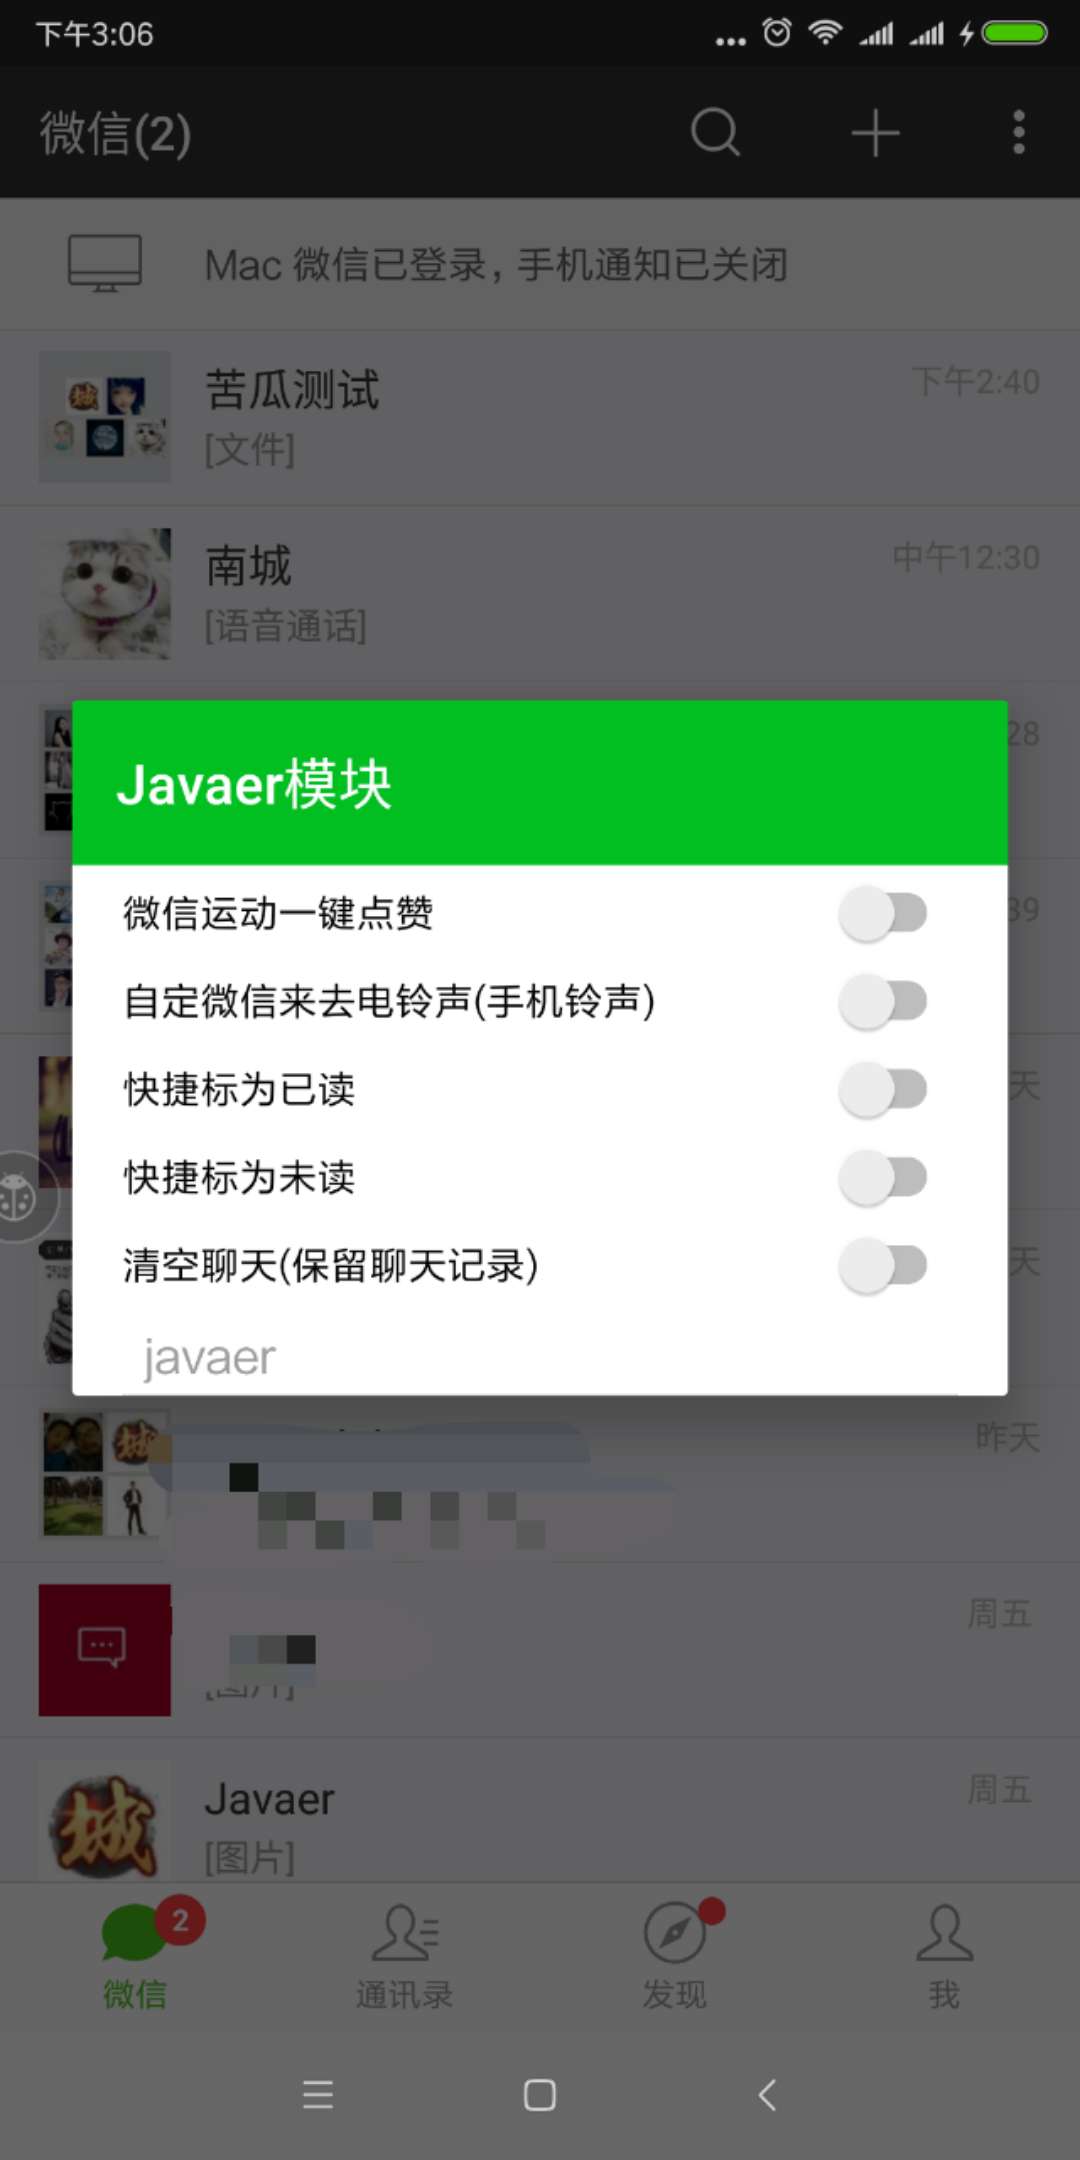 下午3:06
微信(2)
Mac 微信已登录，手机通知已关闭
苦瓜测试
下午2:40
[文件]
南城
中午12:30
[语音通话]
28
Javaer模块
微信运动一键点赞
39
自定微信来去电铃声(手机铃声)
快捷标为已读
天
快捷标为未读
清空聊天(保留聊天记录)
天
javaer
昨天
周五
[图片]
Javaer
周五
[图片]
2
微信
通讯录
发现
我